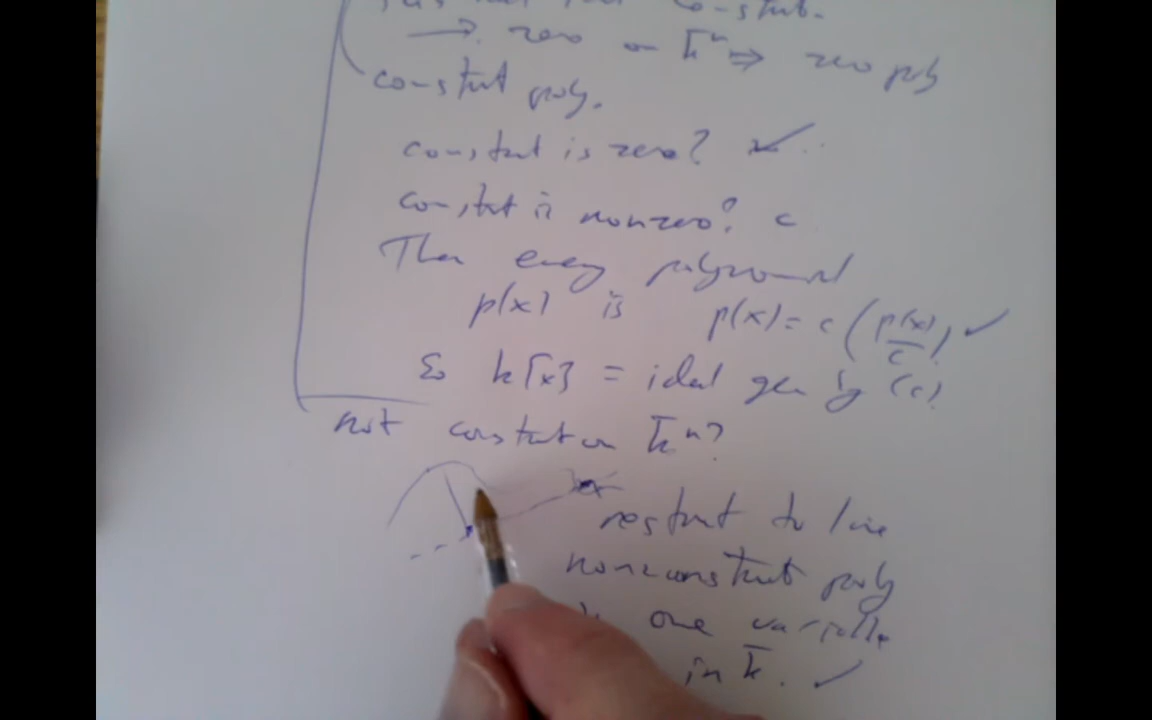 → zero on k̄ⁿ ⇒ zero poly
constant poly.
constant is zero? ✓
constant is nonzero? c
Then every polynomial
p(x) is p(x) = c (p(x)/c) ✓
So k[x] = ideal gen by (c)
not constant on k̄ⁿ?
restrict to line
nonconstant poly
one variable
in k̄. ✓